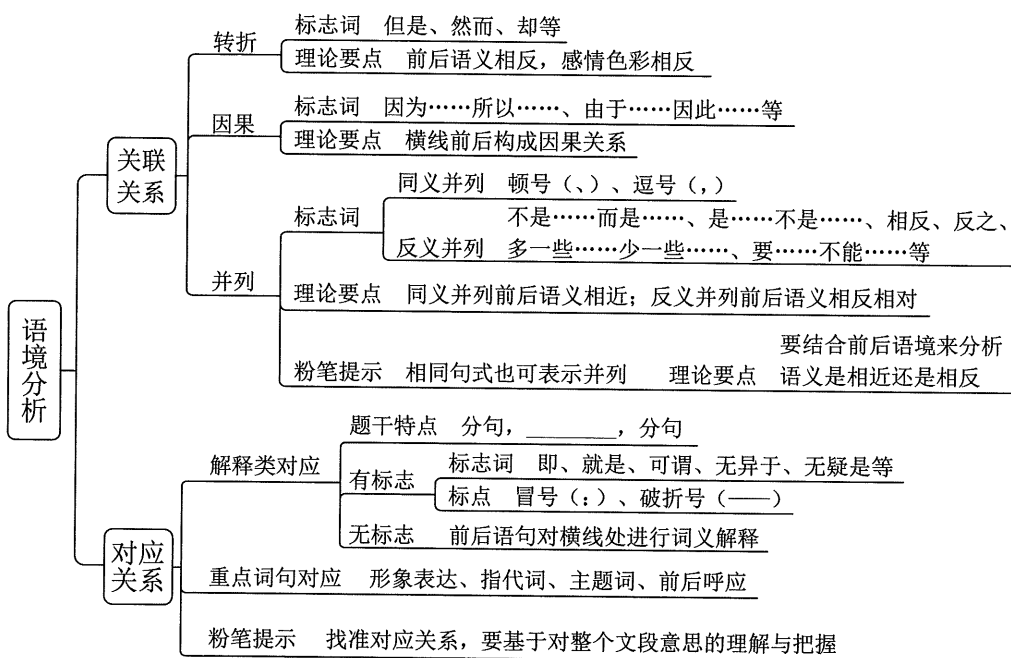 语境分析
关联关系
转折
标志词 但是、然而、却等
理论要点 前后语义相反，感情色彩相反
因果
标志词 因为……所以……、由于……因此……等
理论要点 横线前后构成因果关系
并列
标志词
同义并列 顿号（、）、逗号（，）
反义并列
不是……而是……、是……不是……、相反、反之、
多一些……少一些……、要……不能……等
理论要点 同义并列前后语义相近；反义并列前后语义相反相对
粉笔提示 相同句式也可表示并列 理论要点
要结合前后语境来分析
语义是相近还是相反
对应关系
解释类对应
题干特点 分句，________，分句
有标志
标志词 即、就是、可谓、无异于、无疑是等
标点 冒号（：）、破折号（——）
无标志 前后语句对横线处进行词义解释
重点词句对应 形象表达、指代词、主题词、前后呼应
粉笔提示 找准对应关系，要基于对整个文段意思的理解与把握